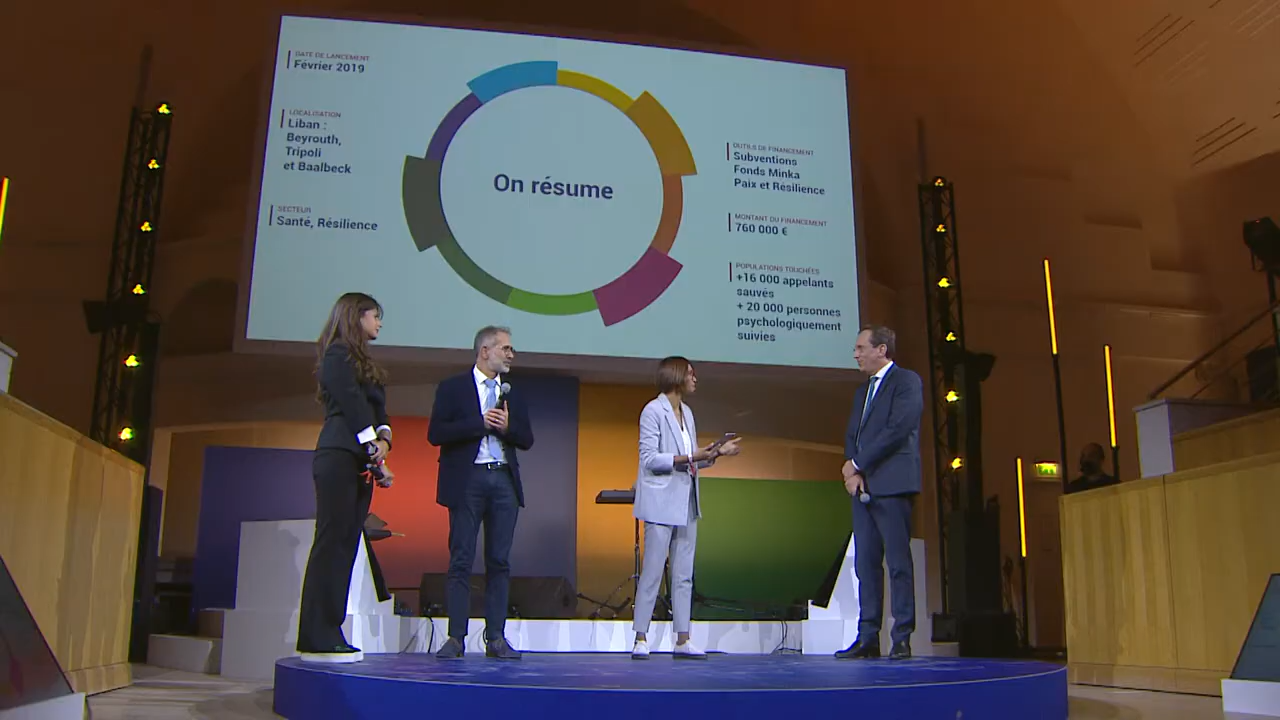 DATE DE LANCEMENT
Février 2019
LOCALISATION
Liban :
Beyrouth,
Tripoli
et Baalbeck
SECTEUR
Santé, Résilience
On résume
OUTILS DE FINANCEMENT
Subventions
Fonds Minka
Paix et Résilience
MONTANT DU FINANCEMENT
760 000 €
POPULATIONS TOUCHÉES
+16 000 appelants
sauvés
+ 20 000 personnes
psychologiquement
suivies